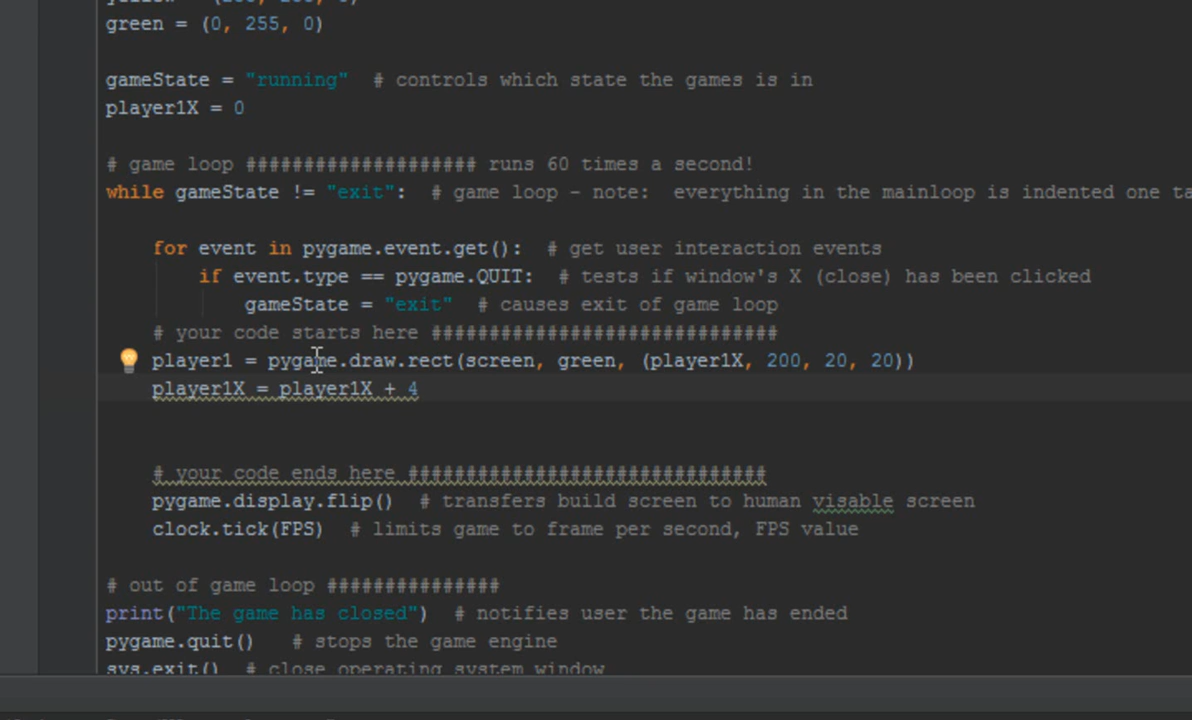 green = (0, 255, 0)
gameState = "running"  # controls which state the games is in
player1X = 0
# game loop #################### runs 60 times a second!
while gameState != "exit":  # game loop - note:  everything in the mainloop is indented one
for event in pygame.event.get():  # get user interaction events
if event.type == pygame.QUIT:  # tests if window's X (close) has been clicked
gameState = "exit"  # causes exit of game loop
# your code starts here ##############################
player1 = pygame.draw.rect(screen, green, (player1X, 200, 20, 20))
player1X = player1X + 4
# your code ends here ###############################
pygame.display.flip()  # transfers build screen to human visable screen
clock.tick(FPS)  # limits game to frame per second, FPS value
# out of game loop ###############
print("The game has closed")  # notifies user the game has ended
pygame.quit()   # stops the game engine
sys.exit()  # close operating system window